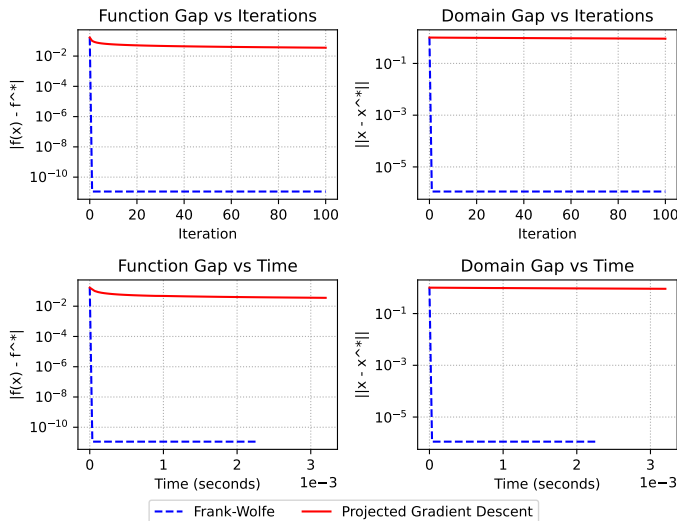 Function Gap vs Iterations
|f(x) - f^*|
10^−2
10^−4
10^−6
10^−8
10^−10
0 20 40 60 80 100
Iteration
Domain Gap vs Iterations
||x - x^*||
10^−1
10^−3
10^−5
0 20 40 60 80 100
Iteration
Function Gap vs Time
|f(x) - f^*|
10^−2
10^−4
10^−6
10^−8
10^−10
0 1 2 3
Time (seconds)
1e−3
Domain Gap vs Time
||x - x^*||
10^−1
10^−3
10^−5
0 1 2 3
Time (seconds)
1e−3
Frank-Wolfe
Projected Gradient Descent